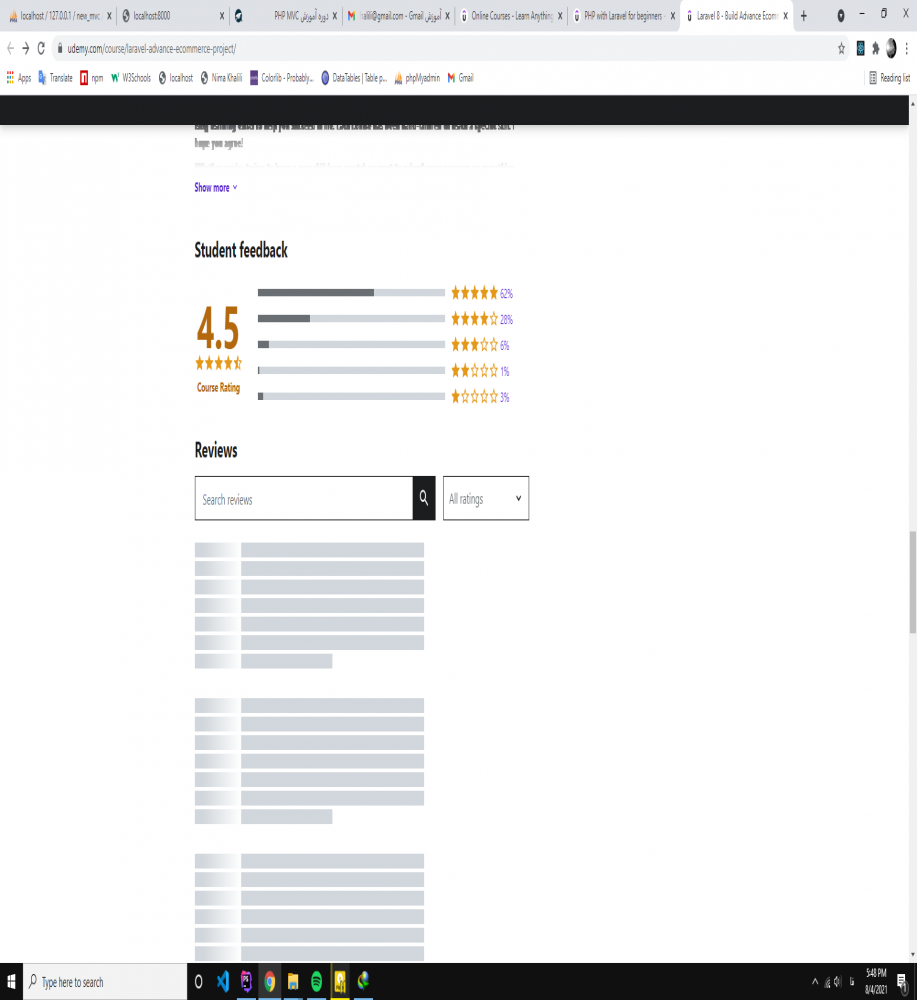 localhost / 127.0.0.1 / new_mvc
localhost:8000
دوره آموزش PHP MVC
halili@gmail.com - Gmail آموزش
Online Courses - Learn Anything
PHP with Laravel for beginners -
Laravel 8 - Build Advance Ecom
udemy.com/course/laravel-advance-ecommerce-project/
Apps
Translate
npm
W3Schools
localhost
Nima Khalili
Colorlib - Probably...
DataTables | Table p...
phpMyadmin
Gmail
Reading list
hope you agree!
Show more
Student feedback
4.5
Course Rating
62%
28%
6%
1%
3%
Reviews
Search reviews
All ratings
Type here to search
5:48 PM
8/4/2021